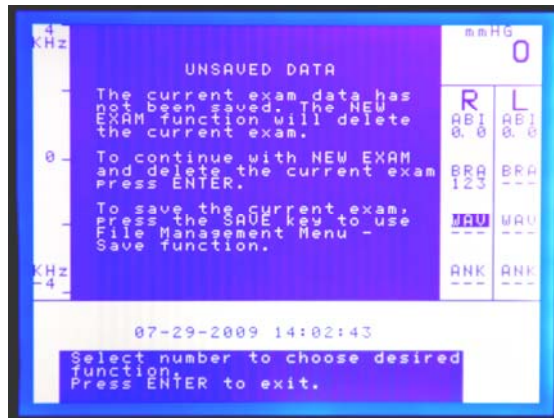 4
KHz
mmHG
0
UNSAVED DATA
The current exam data has
not been saved. The NEW
EXAM function will delete
the current exam.
0
To continue with NEW EXAM
and delete the current exam
press ENTER.
To save the current exam,
press the SAVE key to use
File Management Menu -
Save function.
KHz
-4
R L
ABI ABI
0.0 0.0
BRA BRA
123 ---
WAV WAV
--- ---
ANK ANK
--- ---
07-29-2009 14:02:43
Select number to choose desired
function.
Press ENTER to exit.